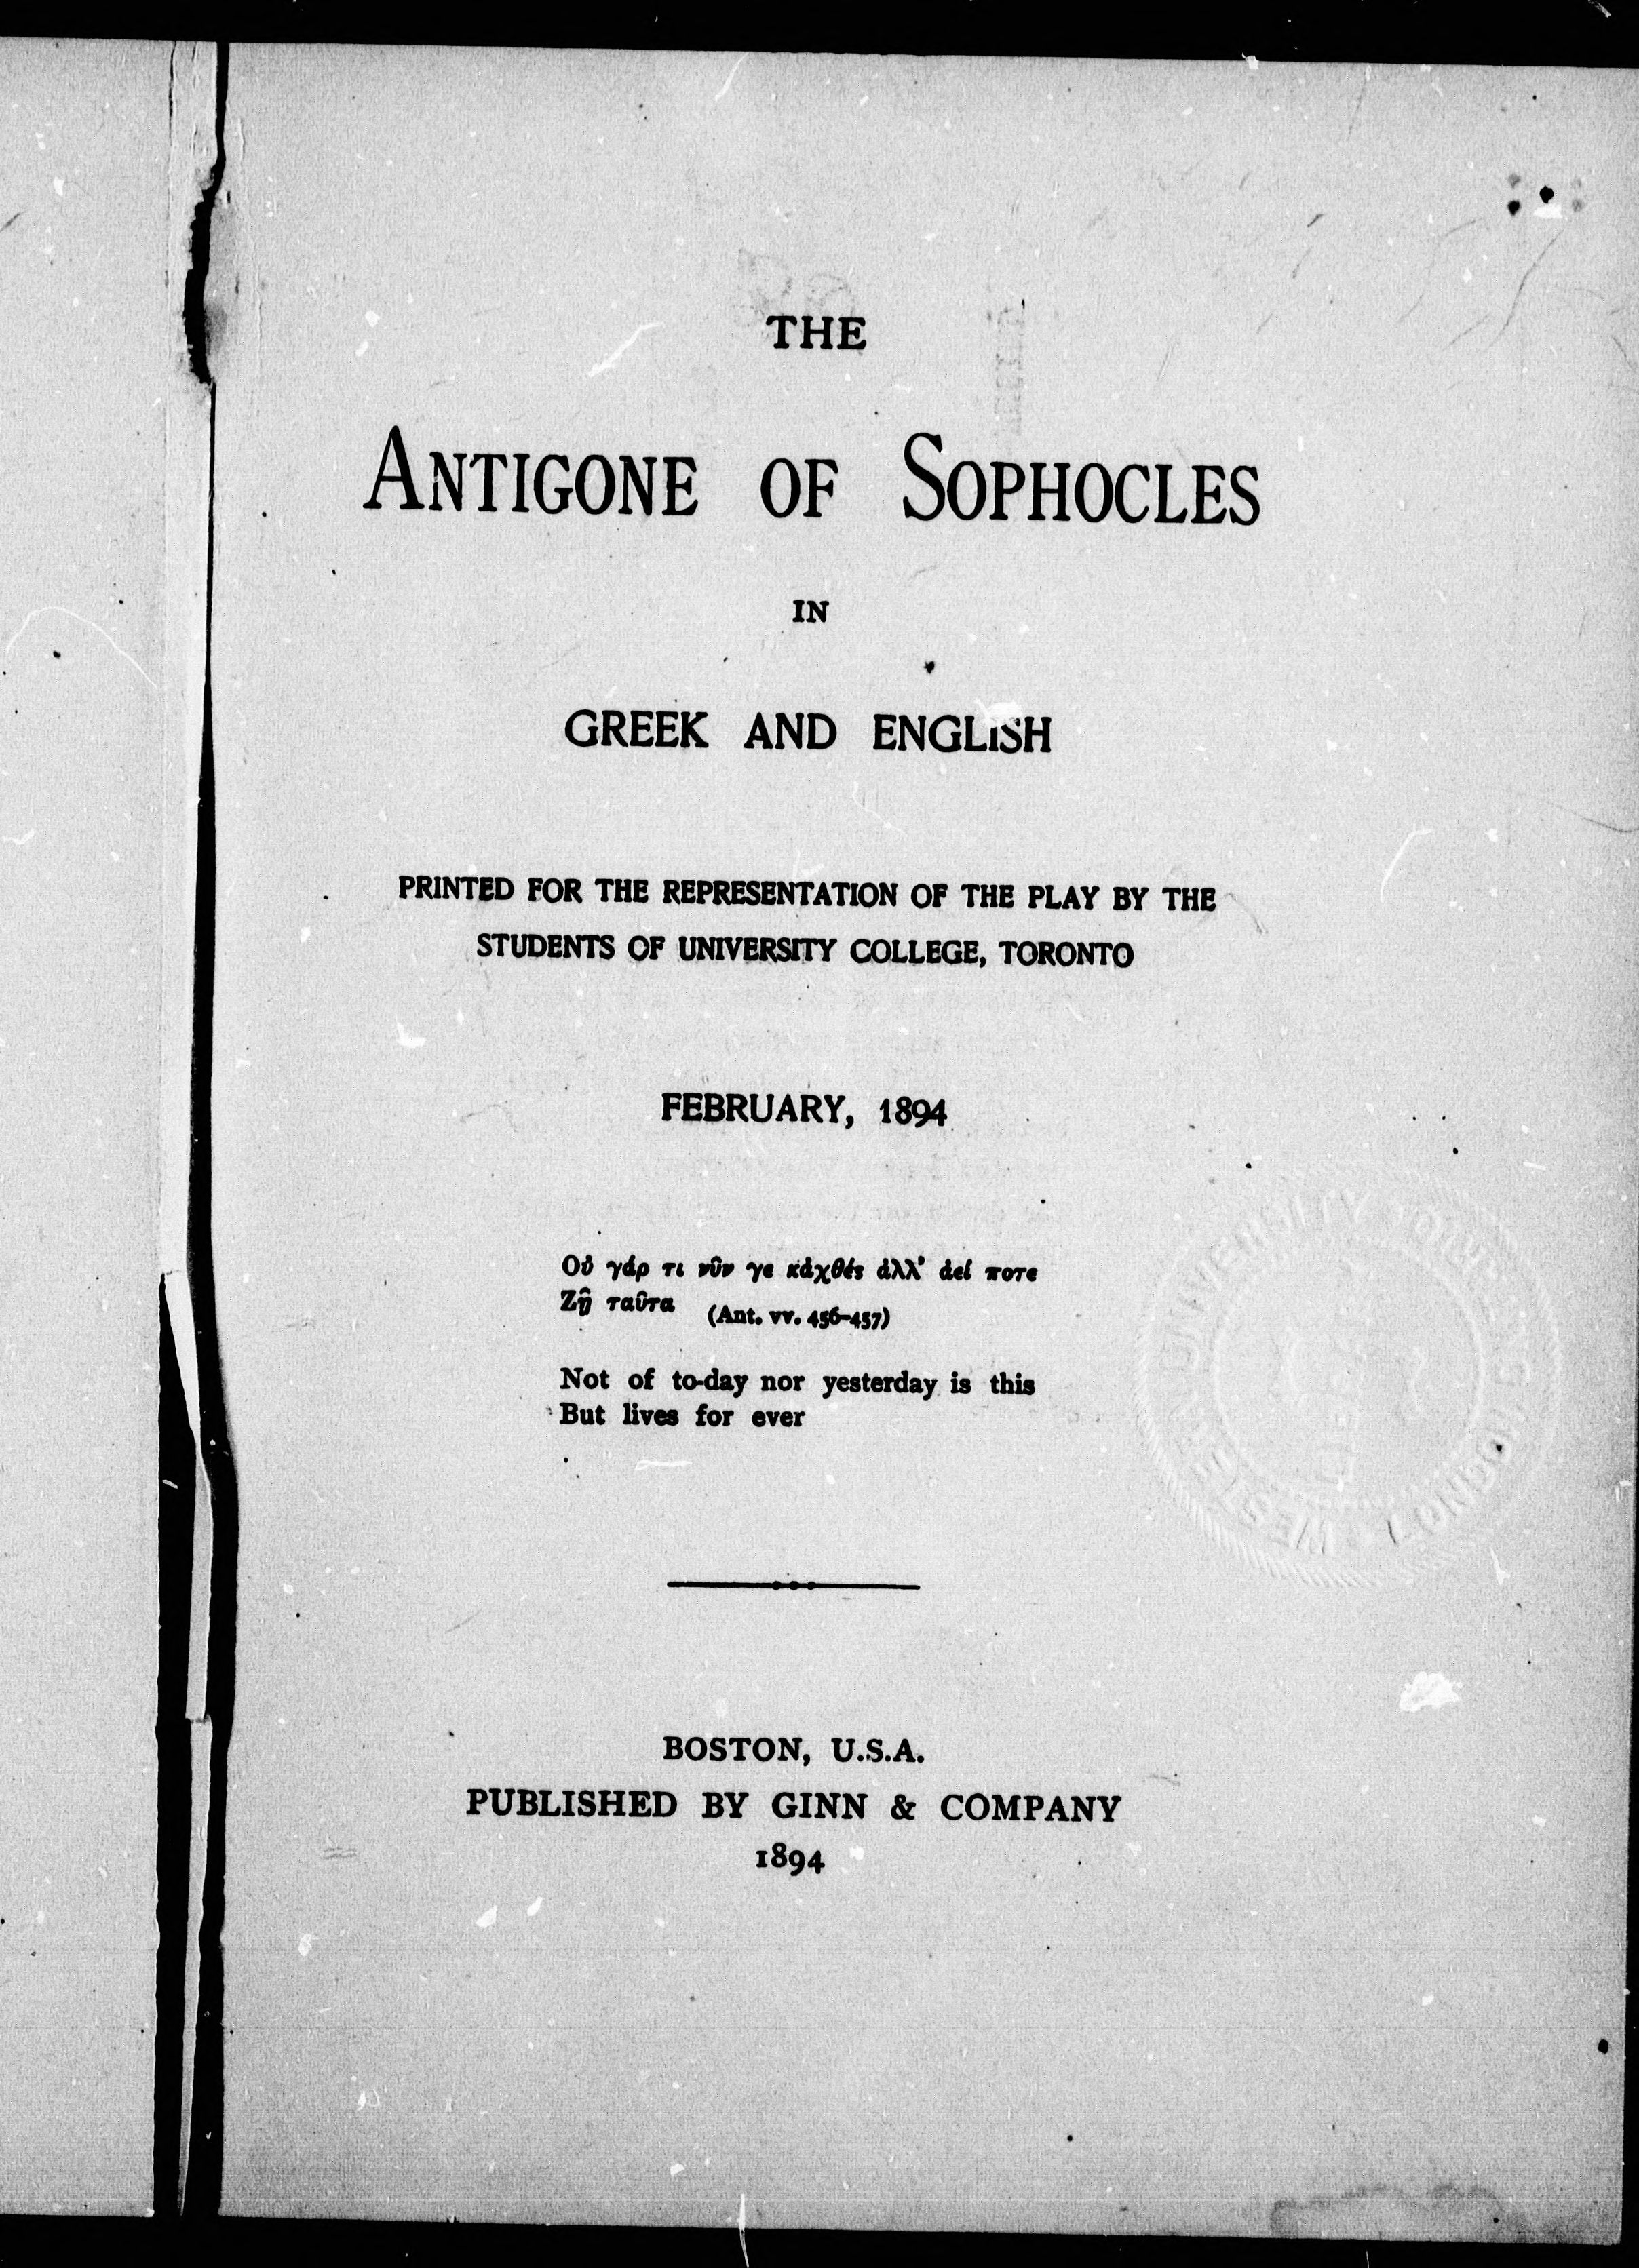 THE
ANTIGONE OF SOPHOCLES
IN
GREEK AND ENGLISH
PRINTED FOR THE REPRESENTATION OF THE PLAY BY THE
STUDENTS OF UNIVERSITY COLLEGE, TORONTO
FEBRUARY, 1894
Οὐ γάρ τι νῦν γε κἀχθές ἀλλ' ἀεί ποτε
Ζῇ ταῦτα (Ant. vv. 456-457)
Not of to-day nor yesterday is this
But lives for ever
BOSTON, U.S.A.
PUBLISHED BY GINN & COMPANY
1894